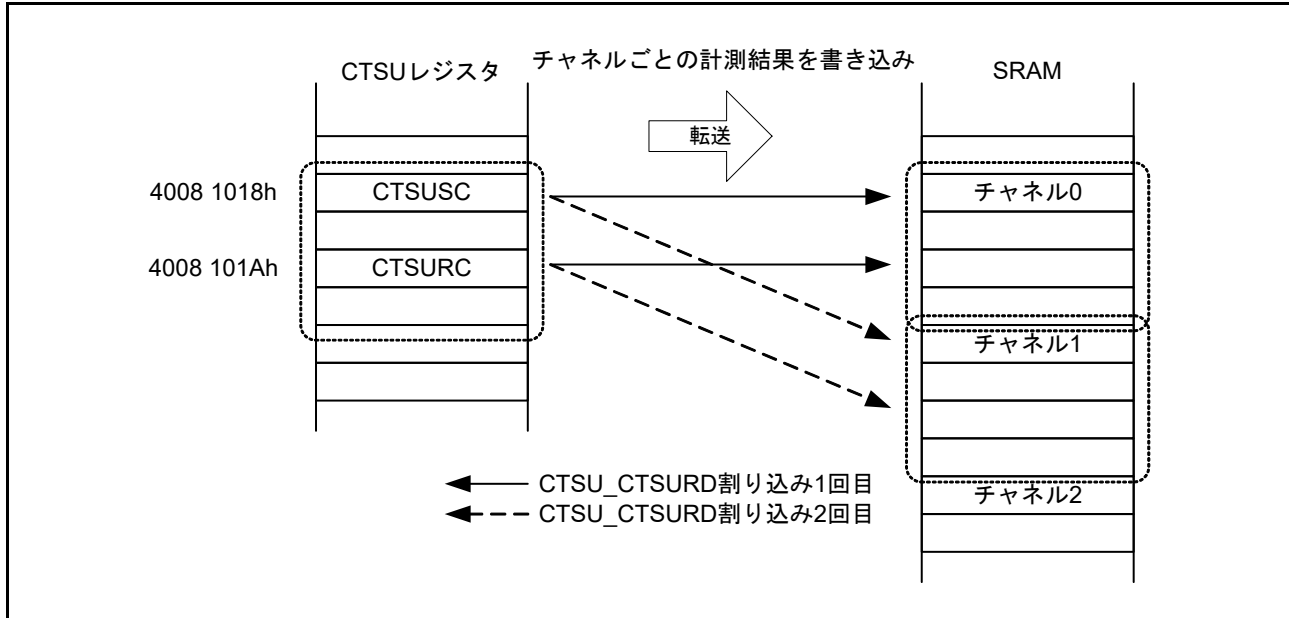 チャネルごとの計測結果を書き込み
CTSUレジスタ
SRAM
転送
4008 1018h
CTSUSC
チャネル0
4008 101Ah
CTSURC
チャネル1
CTSU_CTSURD割り込み1回目
チャネル2
CTSU_CTSURD割り込み2回目